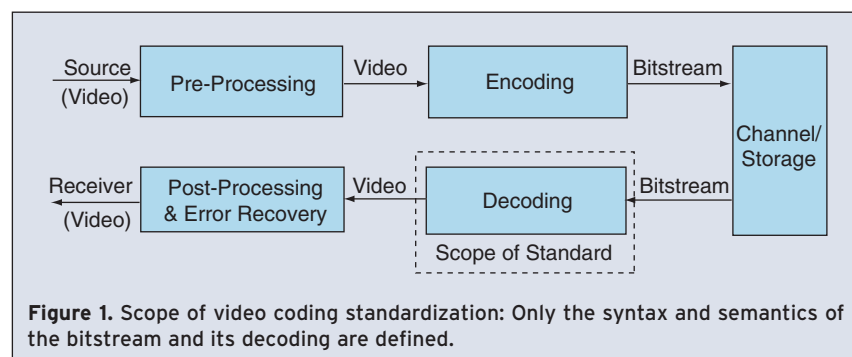 Source
(Video)
Pre-Processing
Video
Encoding
Bitstream
Channel/
Storage
Receiver
(Video)
Post-Processing
& Error Recovery
Video
Decoding
Bitstream
Scope of Standard
Figure 1. Scope of video coding standardization: Only the syntax and semantics of
the bitstream and its decoding are defined.